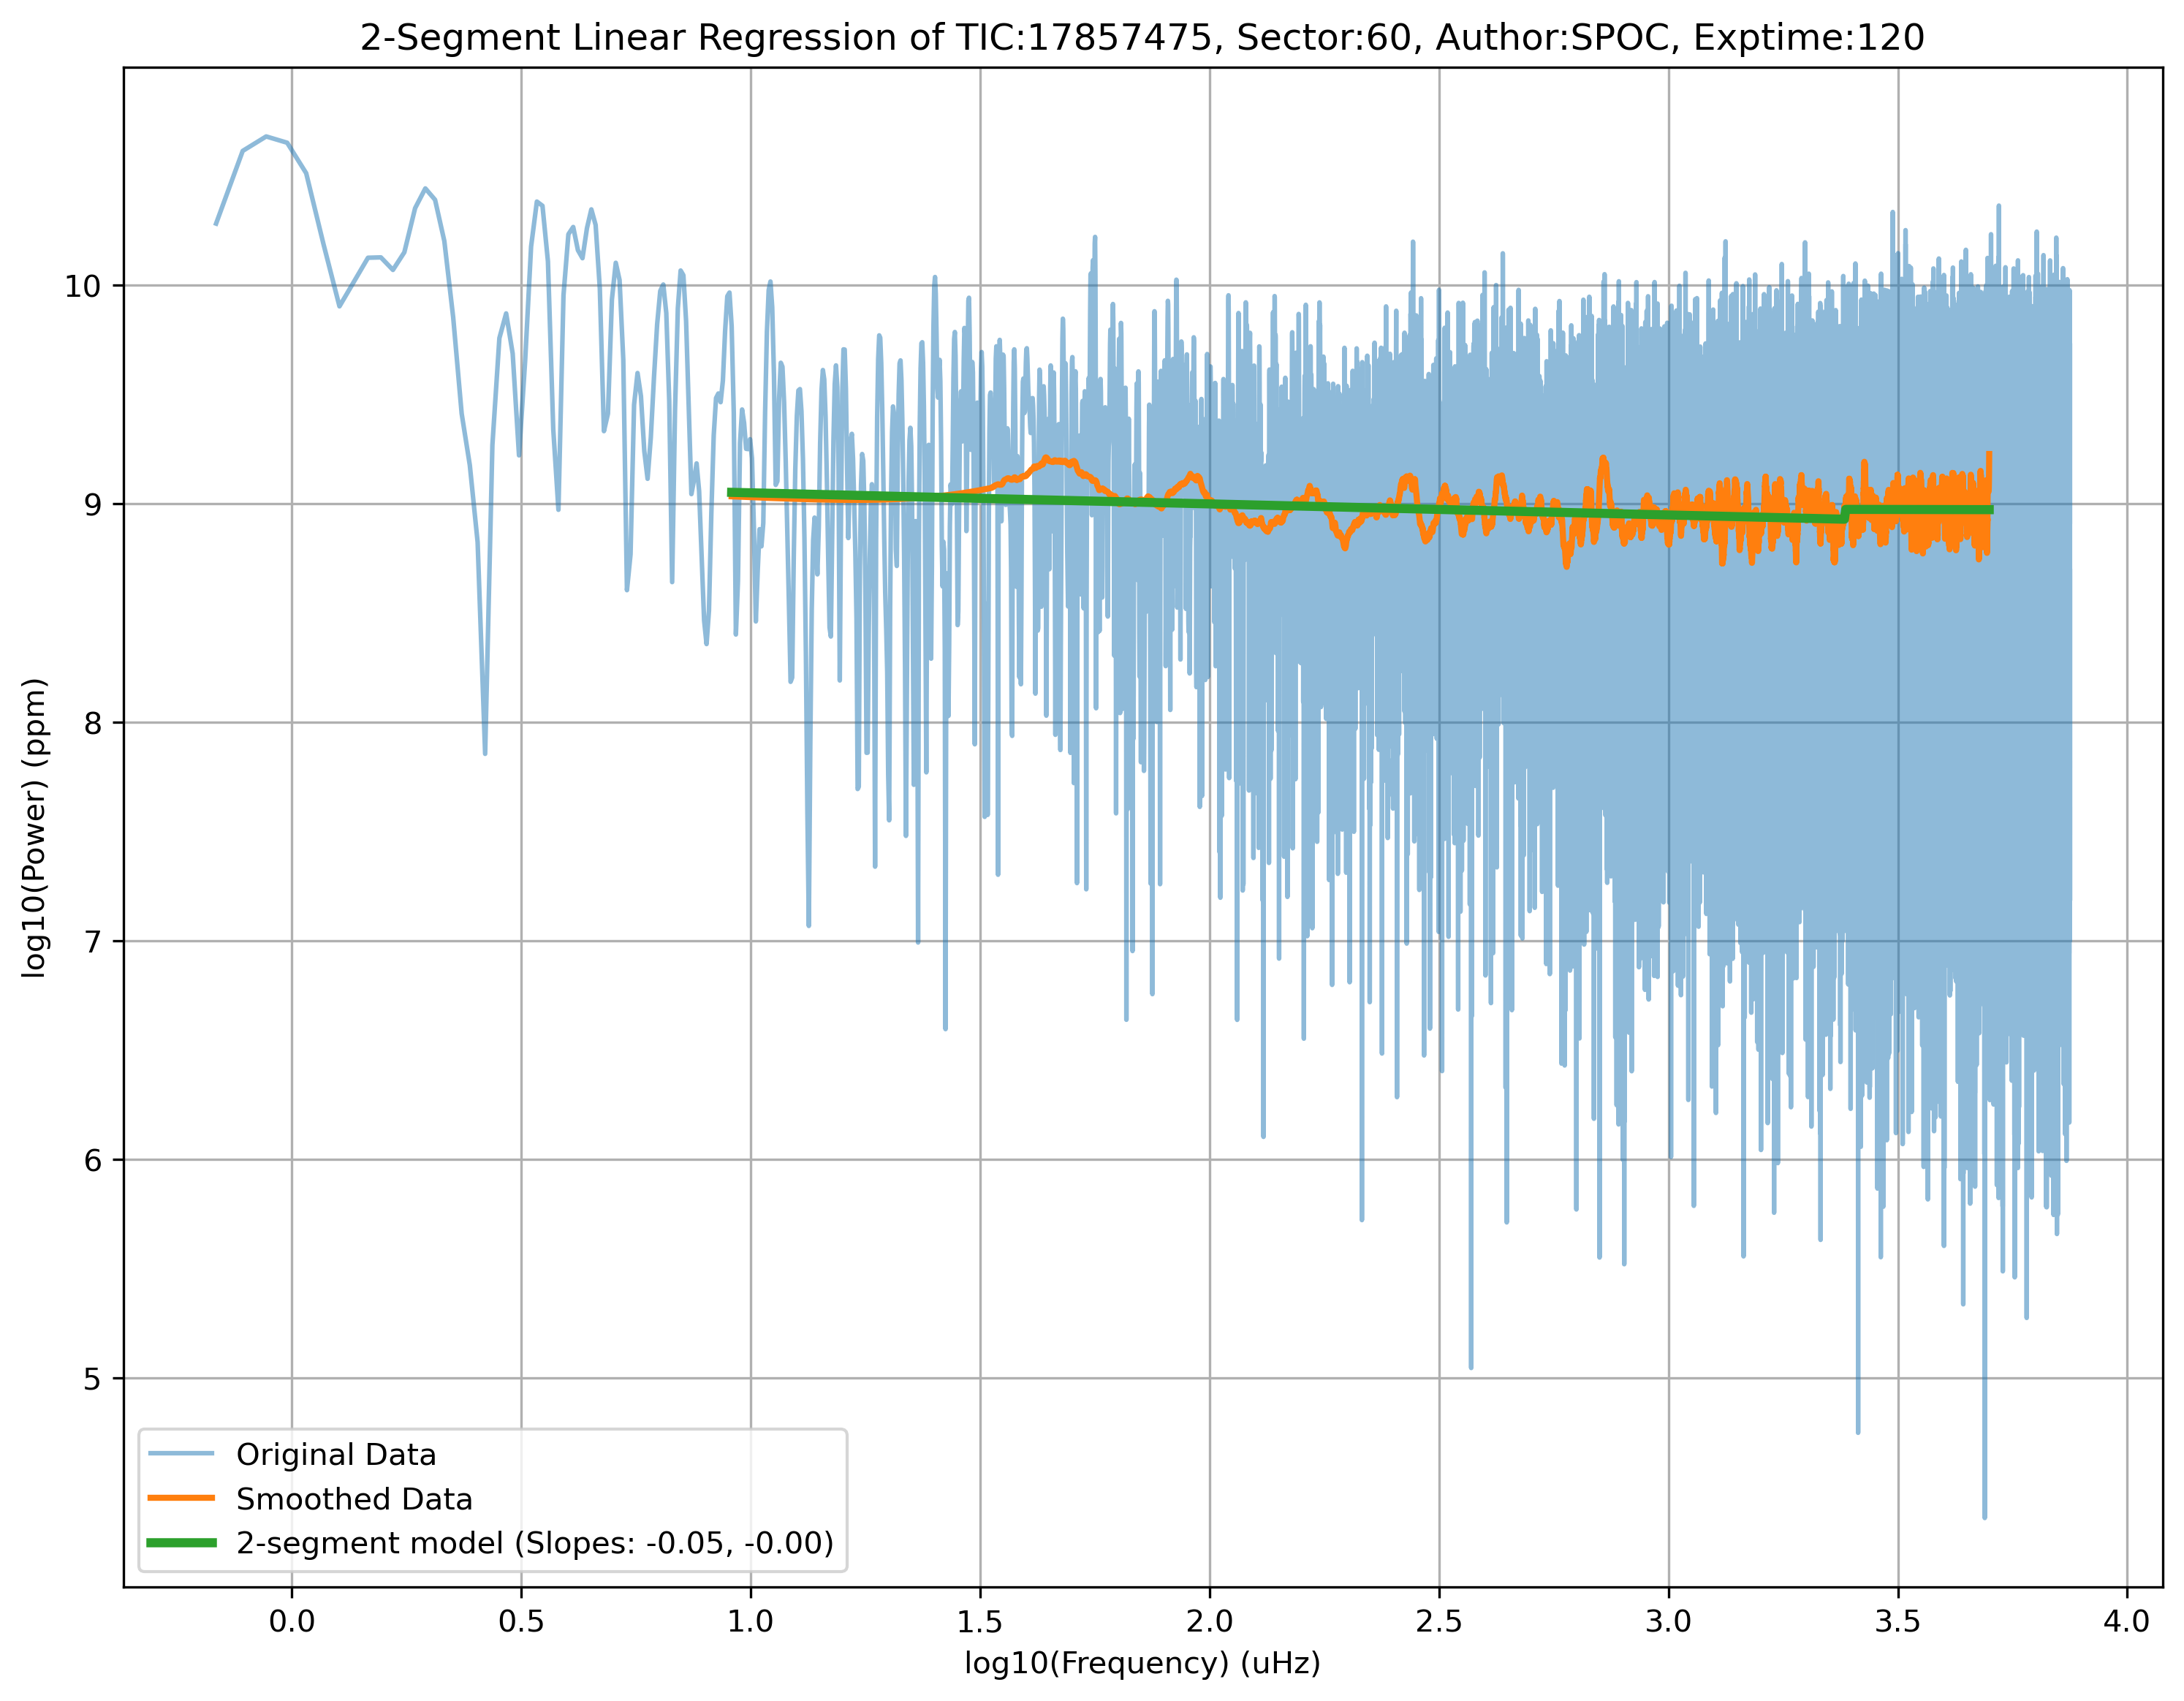 2-Segment Linear Regression of TIC:17857475, Sector:60, Author:SPOC, Exptime:120
log10(Power) (ppm)
10
9
8
7
6
5
Original Data
Smoothed Data
2-segment model (Slopes: -0.05, -0.00)
0.0 0.5 1.0 1.5 2.0 2.5 3.0 3.5 4.0
log10(Frequency) (uHz)